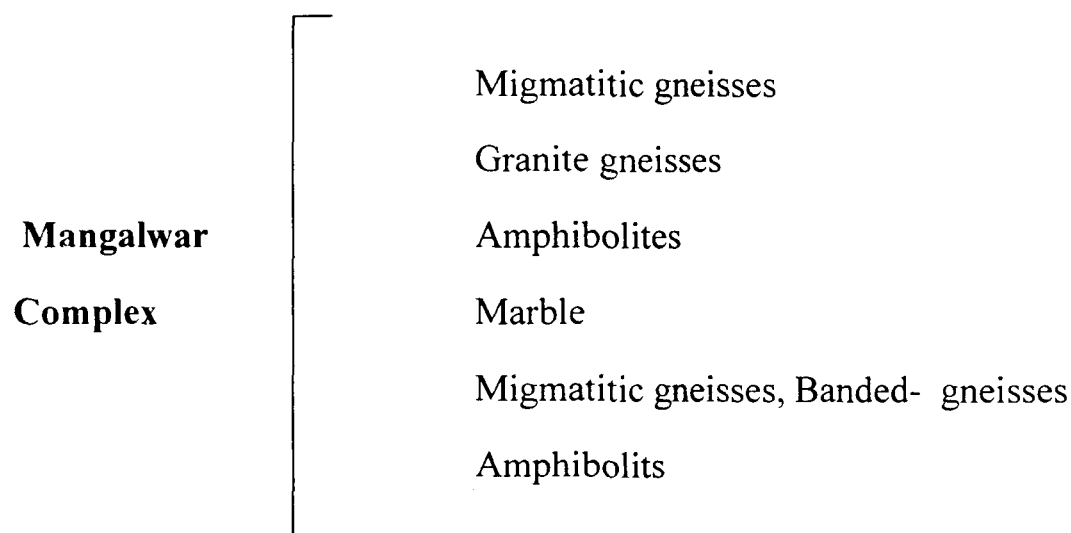 Migmatitic gneisses
Granite gneisses
Mangalwar Amphibolites
Complex Marble
Migmatitic gneisses, Banded- gneisses
Amphibolits